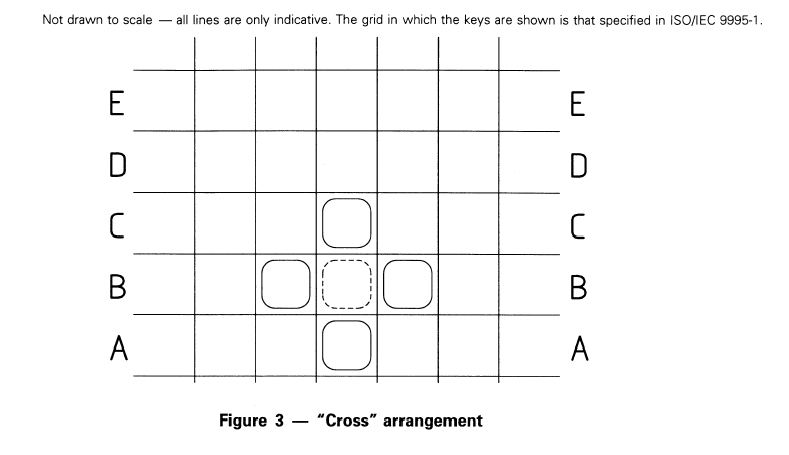 Not drawn to scale — all lines are only indicative. The grid in which the keys are shown is that specified in ISO/IEC 9995-1.
E E
D D
C C
B B
A A
Figure 3 — “Cross” arrangement